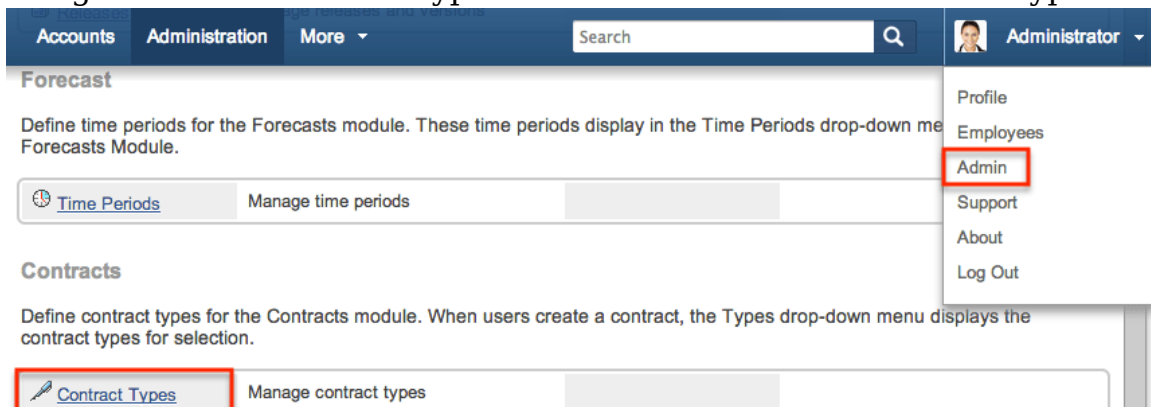 Releases
Accounts Administration More Search Administrator
Forecast
Define time periods for the Forecasts module. These time periods display in the Time Periods drop-down me
Forecasts Module.
Time Periods Manage time periods
Contracts
Define contract types for the Contracts module. When users create a contract, the Types drop-down menu displays the
contract types for selection.
Contract Types Manage contract types
Profile
Employees
Admin
Support
About
Log Out